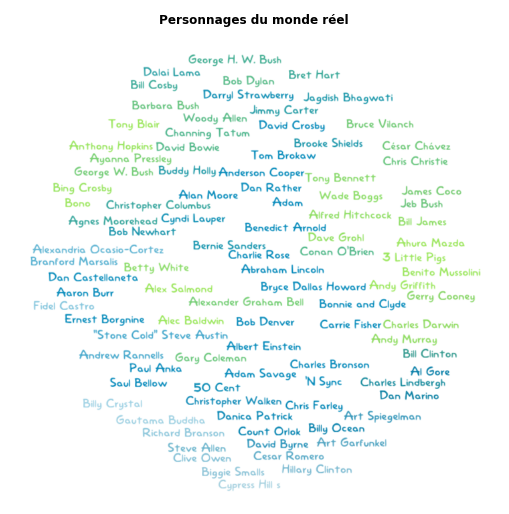 Personnages du monde réel
George H. W. Bush
Dalai Lama
Bret Hart
Bob Dylan
Bill Cosby
Darryl Strawberry
Jagdish Bhagwati
Barbara Bush
Jimmy Carter
Woody Allen
Tony Blair
David Crosby
Bruce Vilanch
Channing Tatum
Brooke Shields
Anthony Hopkins
David Bowie
César Chávez
Tom Brokaw
Ayanna Pressley
Chris Christie
George W. Bush
Buddy Holly
Anderson Cooper
Tony Bennett
Bing Crosby
Dan Rather
James Coco
Alan Moore
Wade Boggs
Bono
Christopher Columbus
Adam
Jeb Bush
Agnes Moorehead
Cyndi Lauper
Alfred Hitchcock
Bill James
Bob Newhart
Benedict Arnold
Dave Grohl
Ahura Mazda
Alexandria Ocasio-Cortez
Bernie Sanders
Charlie Rose
Conan O'Brien
3 Little Pigs
Branford Marsalis
Betty White
Abraham Lincoln
Benito Mussolini
Dan Castellaneta
Alex Salmond
Bryce Dallas Howard
Andy Griffith
Aaron Burr
Gerry Cooney
Fidel Castro
Alexander Graham Bell
Bonnie and Clyde
Ernest Borgnine
Alec Baldwin
Bob Denver
Carrie Fisher
Charles Darwin
"Stone Cold" Steve Austin
Andy Murray
Albert Einstein
Andrew Rannells
Gary Coleman
Bill Clinton
Paul Anka
Adam Savage
Charles Bronson
Al Gore
Saul Bellow
50 Cent
'N Sync
Charles Lindbergh
Billy Crystal
Christopher Walken
Chris Farley
Dan Marino
Gautama Buddha
Danica Patrick
Art Spiegelman
Richard Branson
Count Orlok
Billy Ocean
Steve Allen
David Byrne
Art Garfunkel
Clive Owen
Cesar Romero
Biggie Smalls
Hillary Clinton
Cypress Hill s